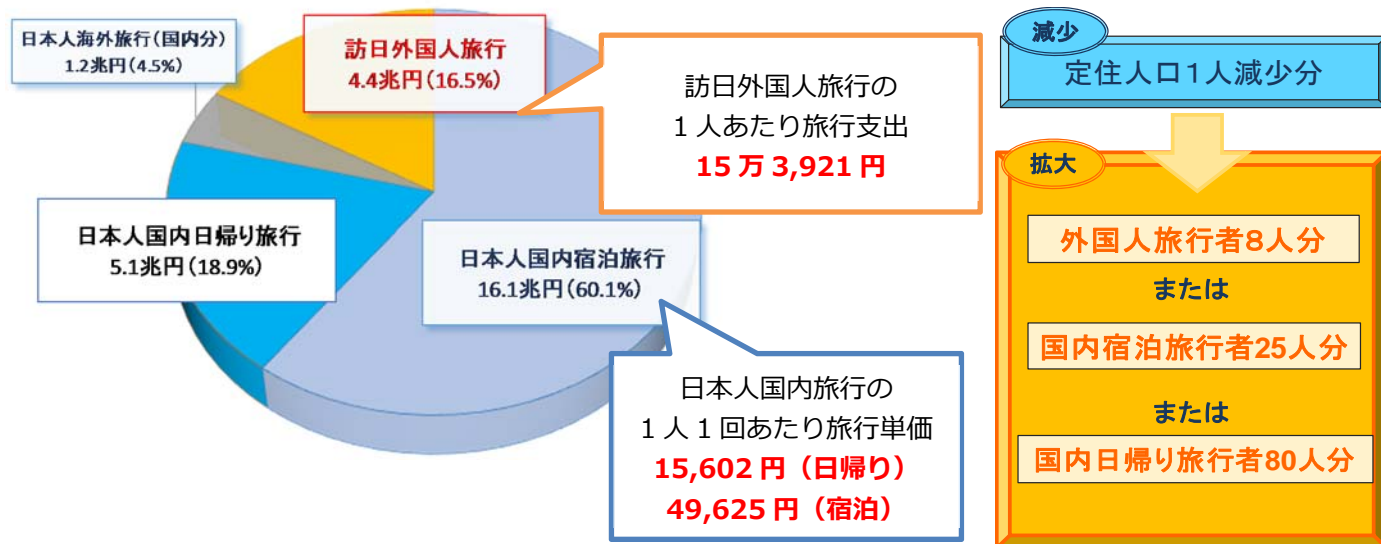 日本人海外旅行(国内分)
1.2兆円(4.5%)
訪日外国人旅行
4.4兆円(16.5%)
訪日外国人旅行の
1人あたり旅行支出
15万3,921円
日本人国内日帰り旅行
5.1兆円(18.9%)
日本人国内宿泊旅行
16.1兆円(60.1%)
日本人国内旅行の
1人1回あたり旅行単価
15,602円(日帰り)
49,625円(宿泊)
減少
定住人口1人減少分
拡大
外国人旅行者8人分
または
国内宿泊旅行者25人分
または
国内日帰り旅行者80人分